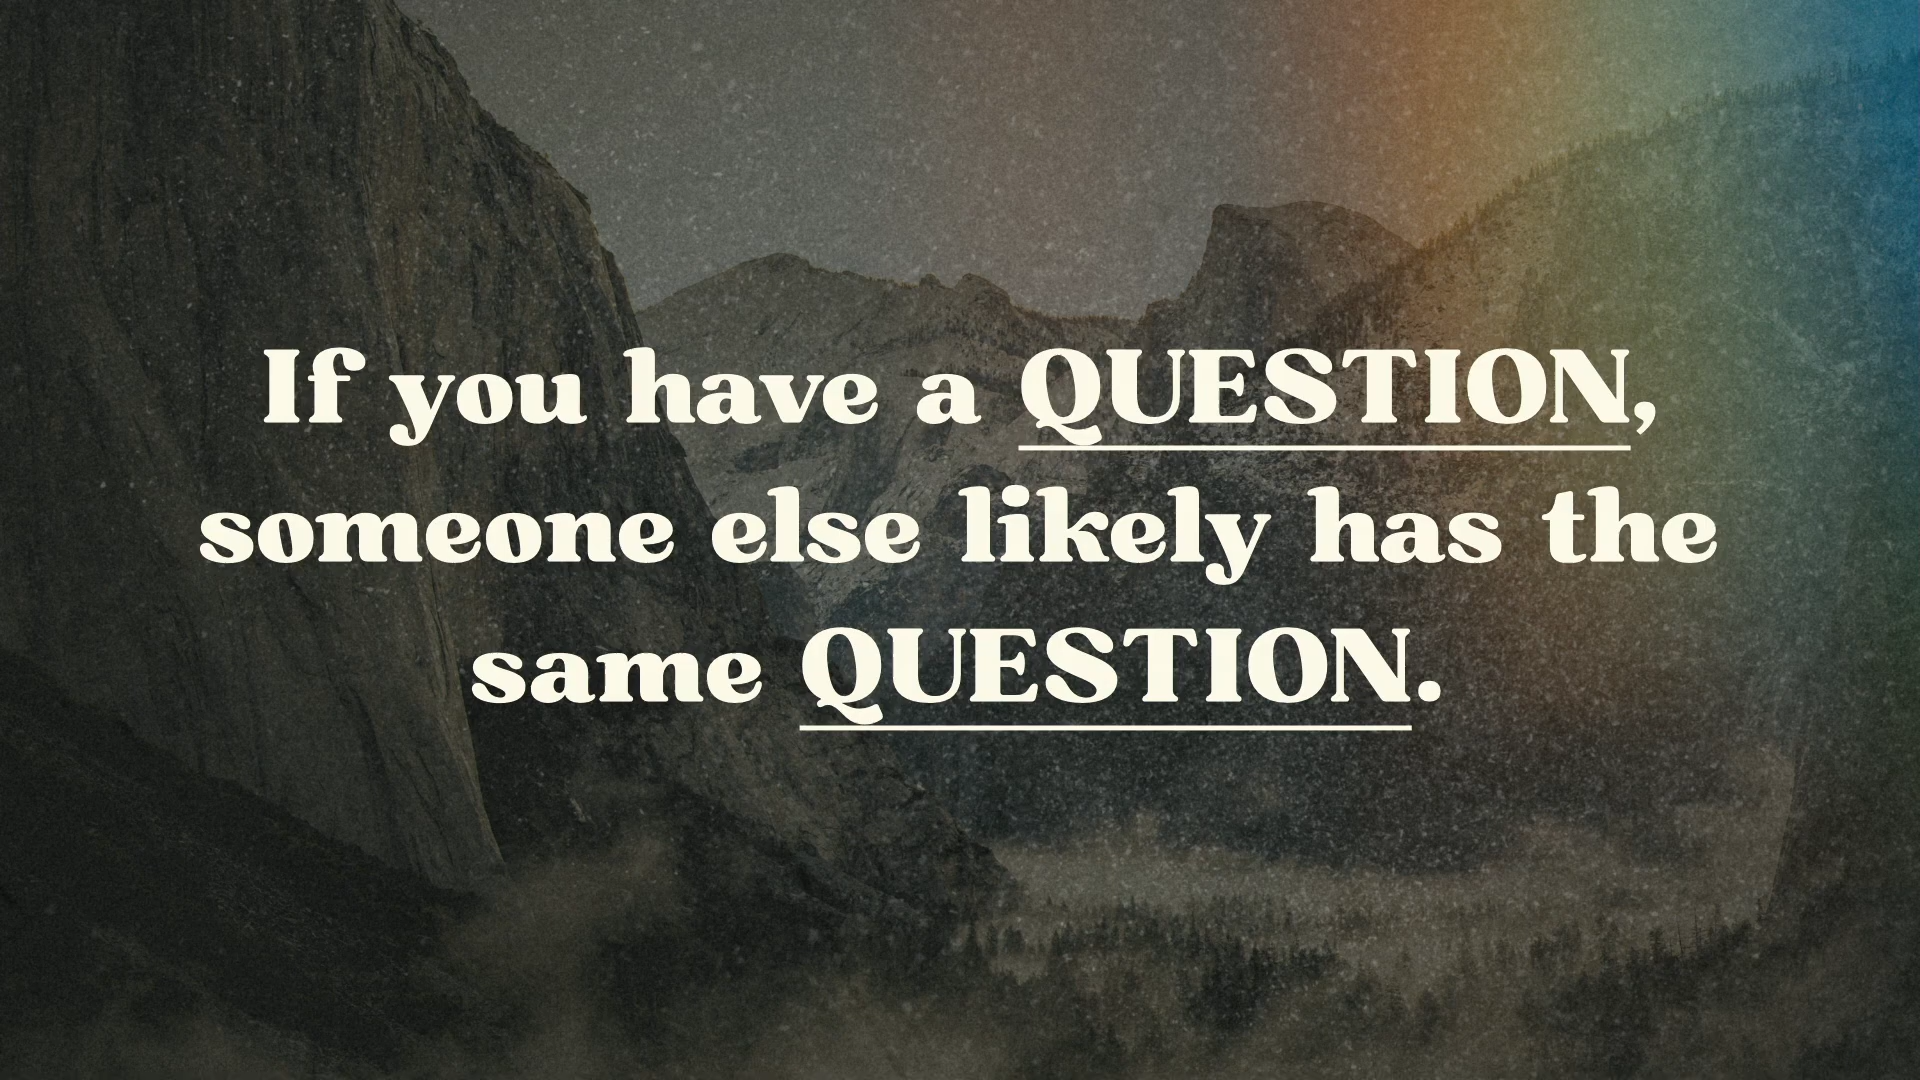 If you have a QUESTION,
someone else likely has the
same QUESTION.